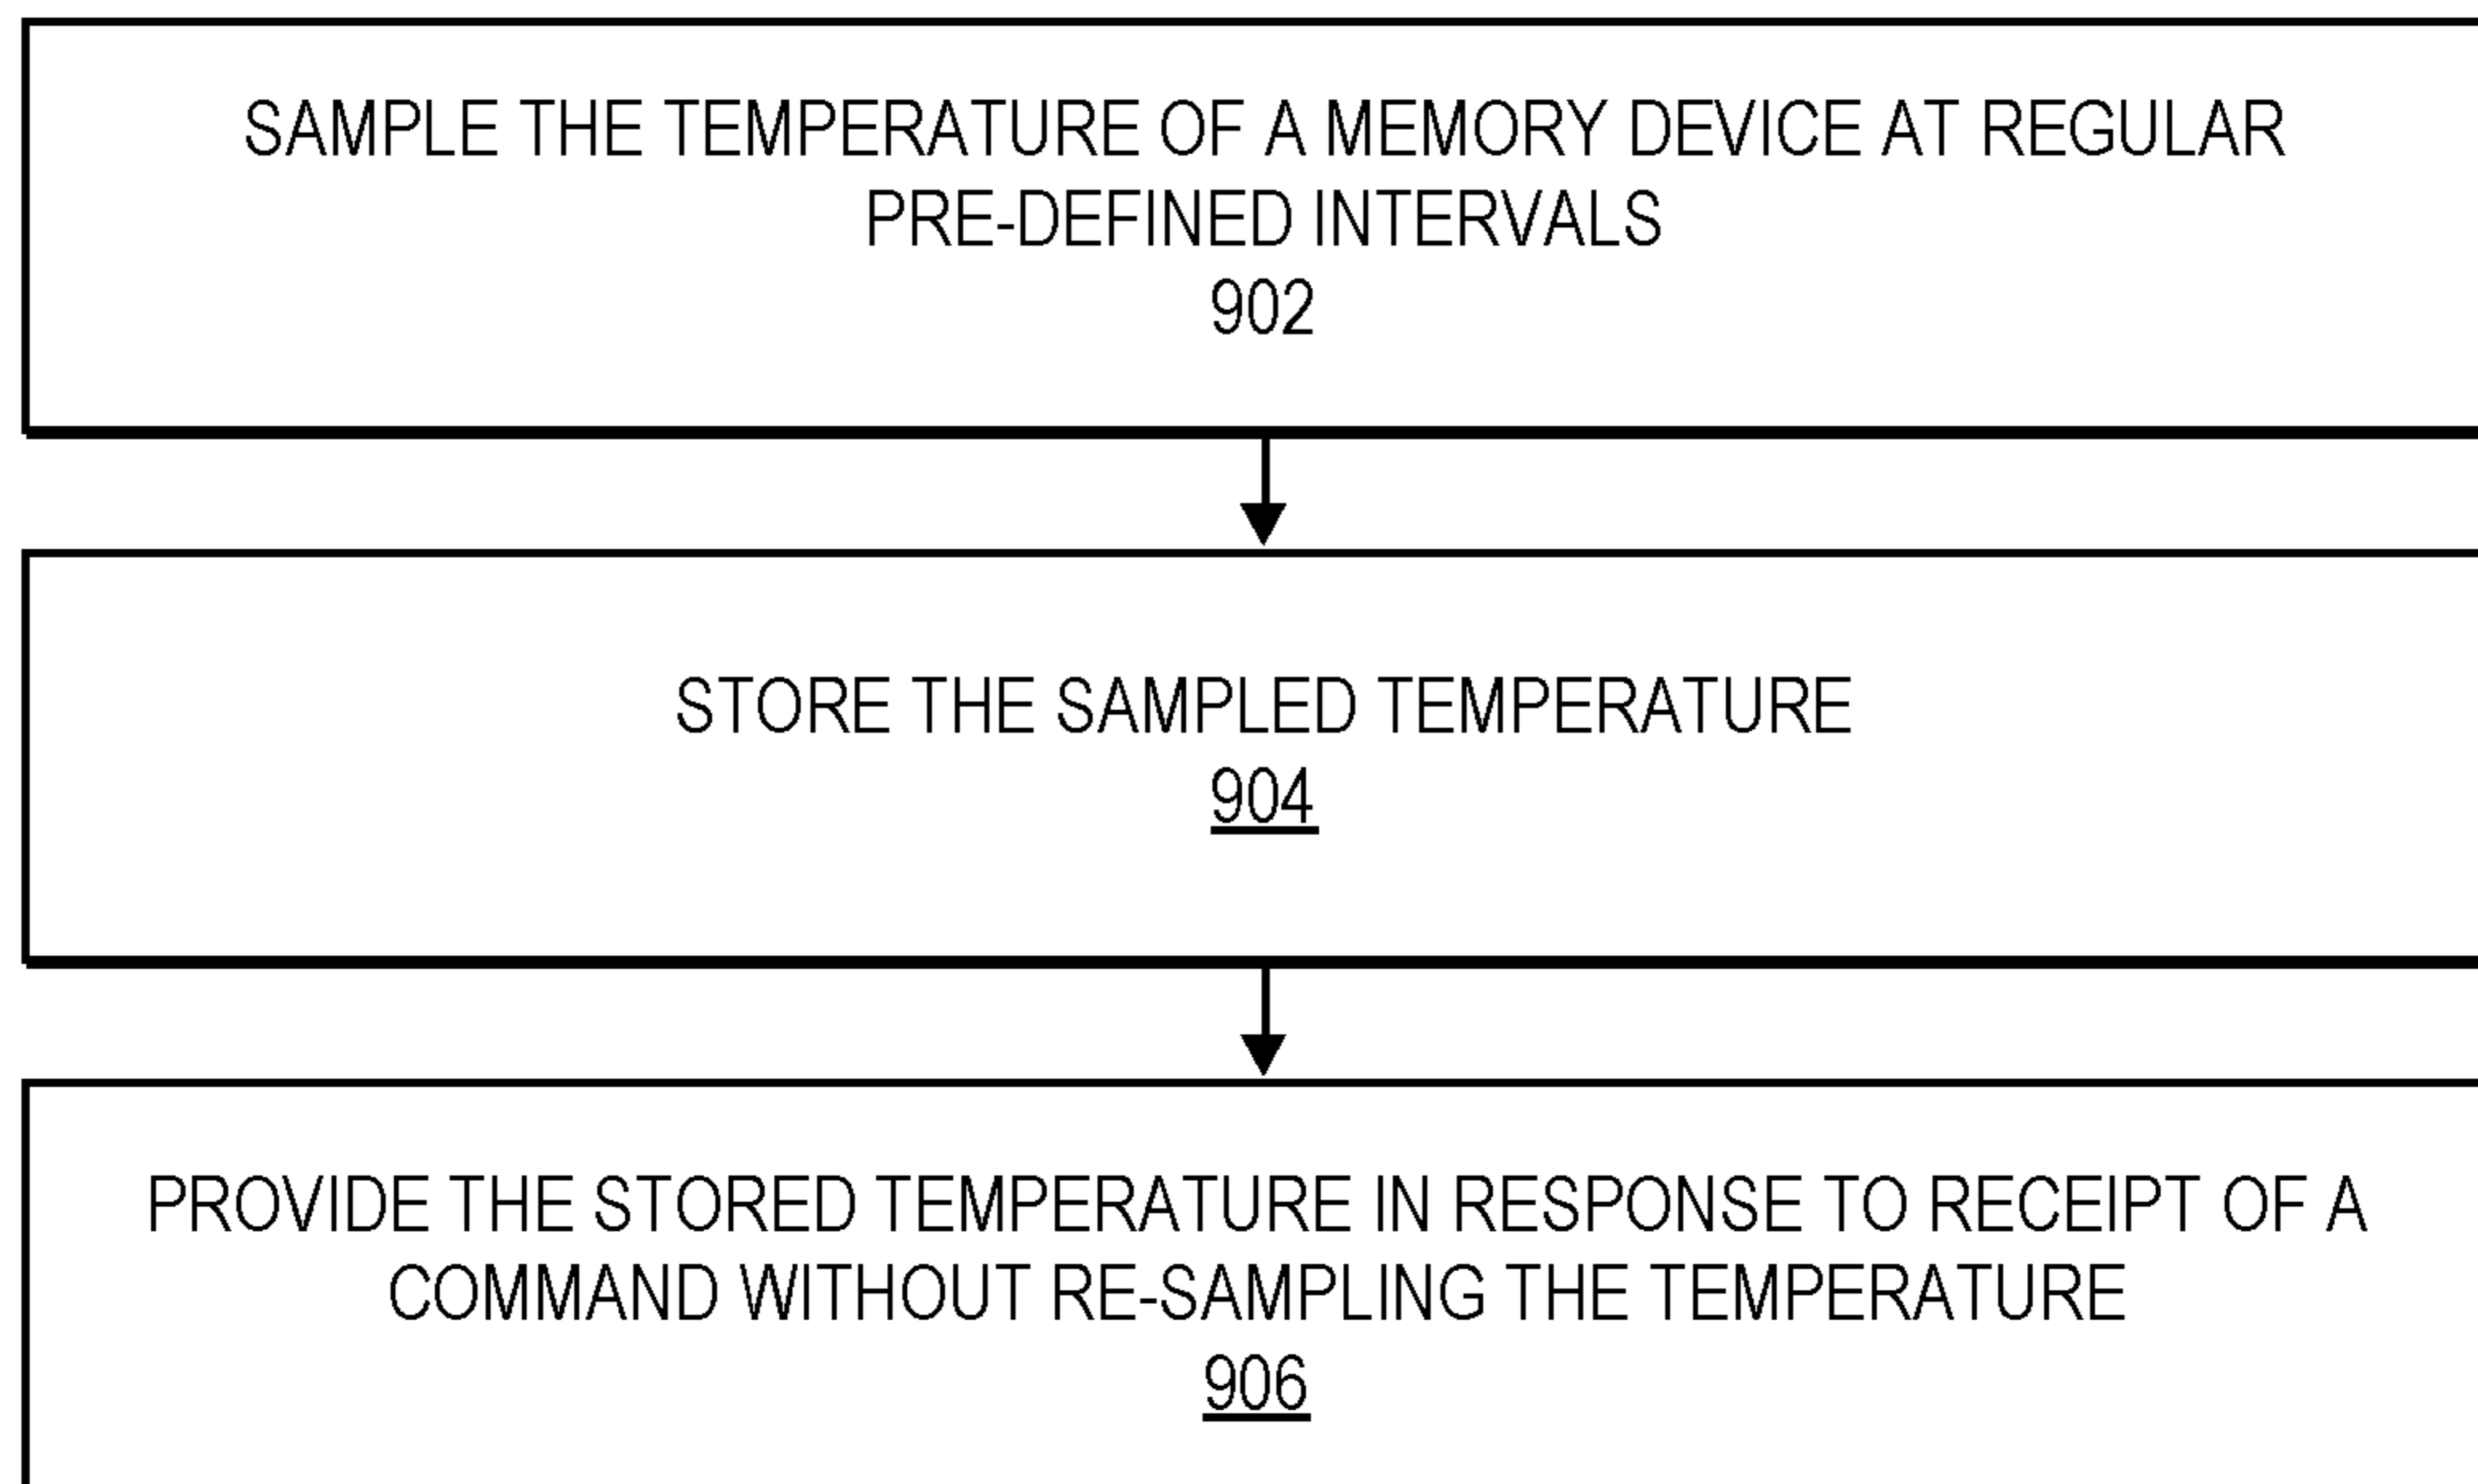 SAMPLE THE TEMPERATURE OF A MEMORY DEVICE AT REGULAR
PRE-DEFINED INTERVALS
902
STORE THE SAMPLED TEMPERATURE
904
PROVIDE THE STORED TEMPERATURE IN RESPONSE TO RECEIPT OF A
COMMAND WITHOUT RE-SAMPLING THE TEMPERATURE
906